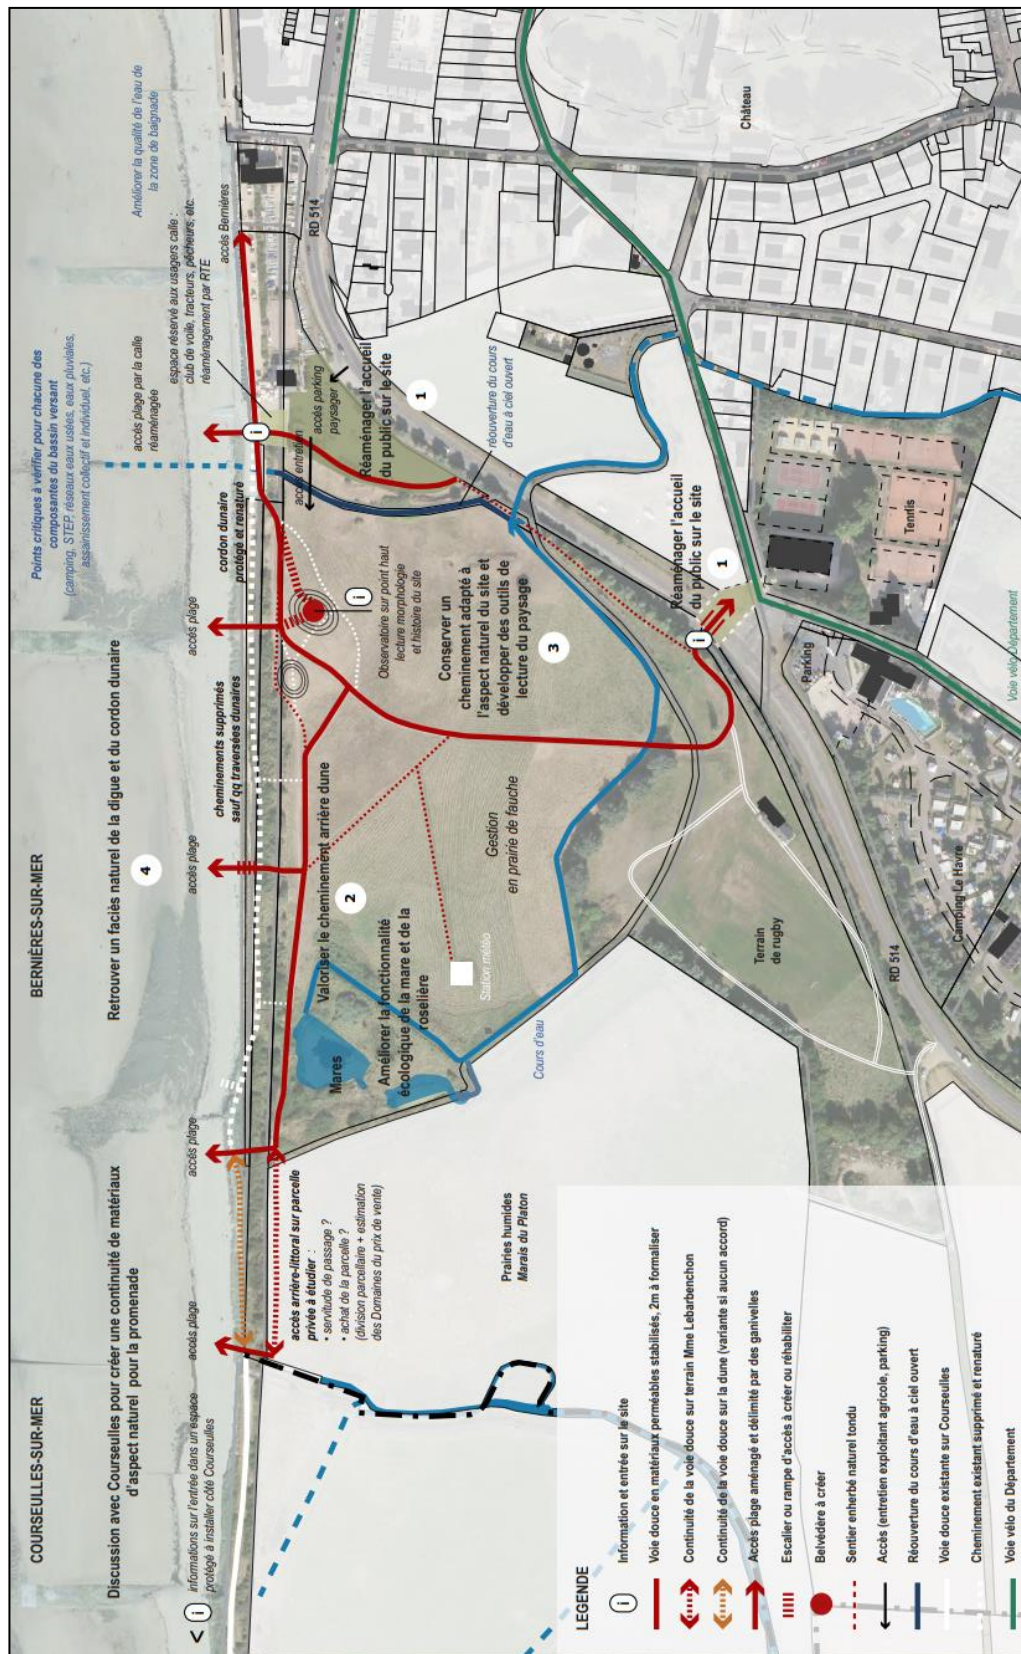 COURSEULLES-SUR-MER
BERNIÈRES-SUR-MER
Discussion avec Courseulles pour créer une continuité de matériaux
d'aspect naturel pour la promenade
Retrouver un faciès naturel de la digue et du cordon dunaire
4
Points critiques à vérifier pour chacune des
composantes du bassin versant
(camping, STEP, réseaux eaux usées, eaux pluviales,
assainissement collectif et individuel, etc.)
Améliorer la qualité de l'eau de
la zone de baignade
< i
informations sur l'entrée dans un espace
protégé à installer côté Courseulles
accès plage
accès plage
accès plage
accès plage
accès plage par la calle
réaménagée
espace réservé aux usagers calle :
club de voile, tracteurs, pêcheurs, etc.
réaménagement par RTE
accès Bernières
cheminements supprimés
sauf qq traversées dunaires
cordon dunaire
protégé et renaturé
i
accès arrière-littoral sur parcelle
privée à étudier :
• servitude de passage ?
• achat de la parcelle ?
(division parcellaire + estimation
des Domaines du prix de vente)
Mares
Valoriser le cheminement arrière dune
2
Améliorer la fonctionnalité
écologique de la mare et de la
roselière
Observatoire sur point haut
lecture morphologie
et histoire du site
i
accès entretien
accès parking
paysager
Réaménager l'accueil
du public sur le site
1
RD 514
Conserver un
cheminement adapté à
l'aspect naturel du site et
développer des outils de
lecture du paysage
3
réouverture du cours
d'eau à ciel ouvert
Station météo
Gestion
en prairie de fauche
Cours d'eau
Prairies humides
Marais du Platon
Réaménager l'accueil
du public sur le site
1
i
Château
Terrain
de rugby
Parking
Tennis
RD 514
Camping Le Havre
Voie vélo Département
LEGENDE
i
Information et entrée sur le site
Voie douce en matériaux perméables stabilisés, 2m à formaliser
Continuité de la voie douce sur terrain Mme Lebarbenchon
Continuité de la voie douce sur la dune (variante si aucun accord)
Accès plage aménagé et délimité par des ganivelles
Escalier ou rampe d'accès à créer ou réhabiliter
Belvédère à créer
Sentier enherbé naturel tondu
Accès (entretien exploitant agricole, parking)
Réouverture du cours d'eau à ciel ouvert
Voie douce existante sur Courseulles
Cheminement existant supprimé et renaturé
Voie vélo du Département